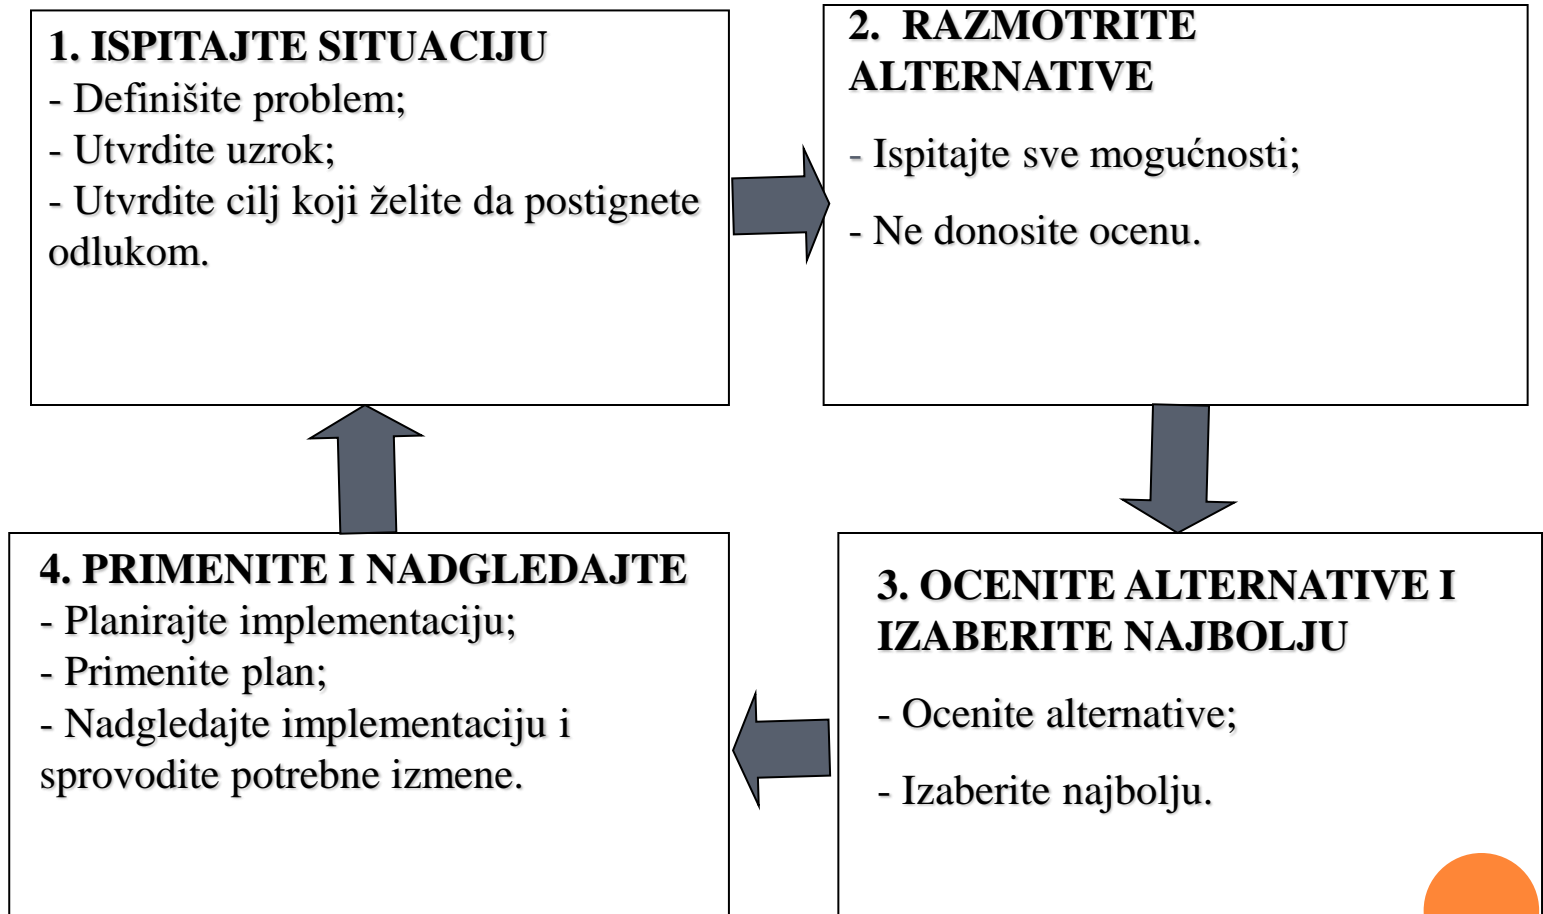 1. ISPITAJTE SITUACIJU
- Definišite problem;
- Utvrdite uzrok;
- Utvrdite cilj koji želite da postignete
odlukom.
2. RAZMOTRITE
ALTERNATIVE
- Ispitajte sve mogućnosti;
- Ne donosite ocenu.
3. OCENITE ALTERNATIVE I
IZABERITE NAJBOLJU
- Ocenite alternative;
- Izaberite najbolju.
4. PRIMENITE I NADGLEDAJTE
- Planirajte implementaciju;
- Primenite plan;
- Nadgledajte implementaciju i
sprovodite potrebne izmene.